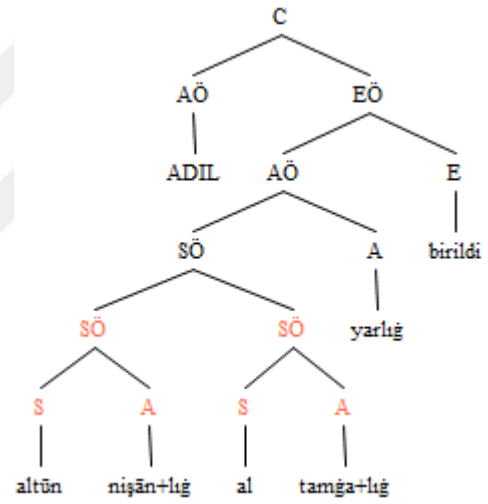 C
AÖ EÖ
ADIL AÖ E
SÖ A birildi
SÖ SÖ yarlıġ
S A S A
altūn nişān+lıġ al tamġa+lıġ